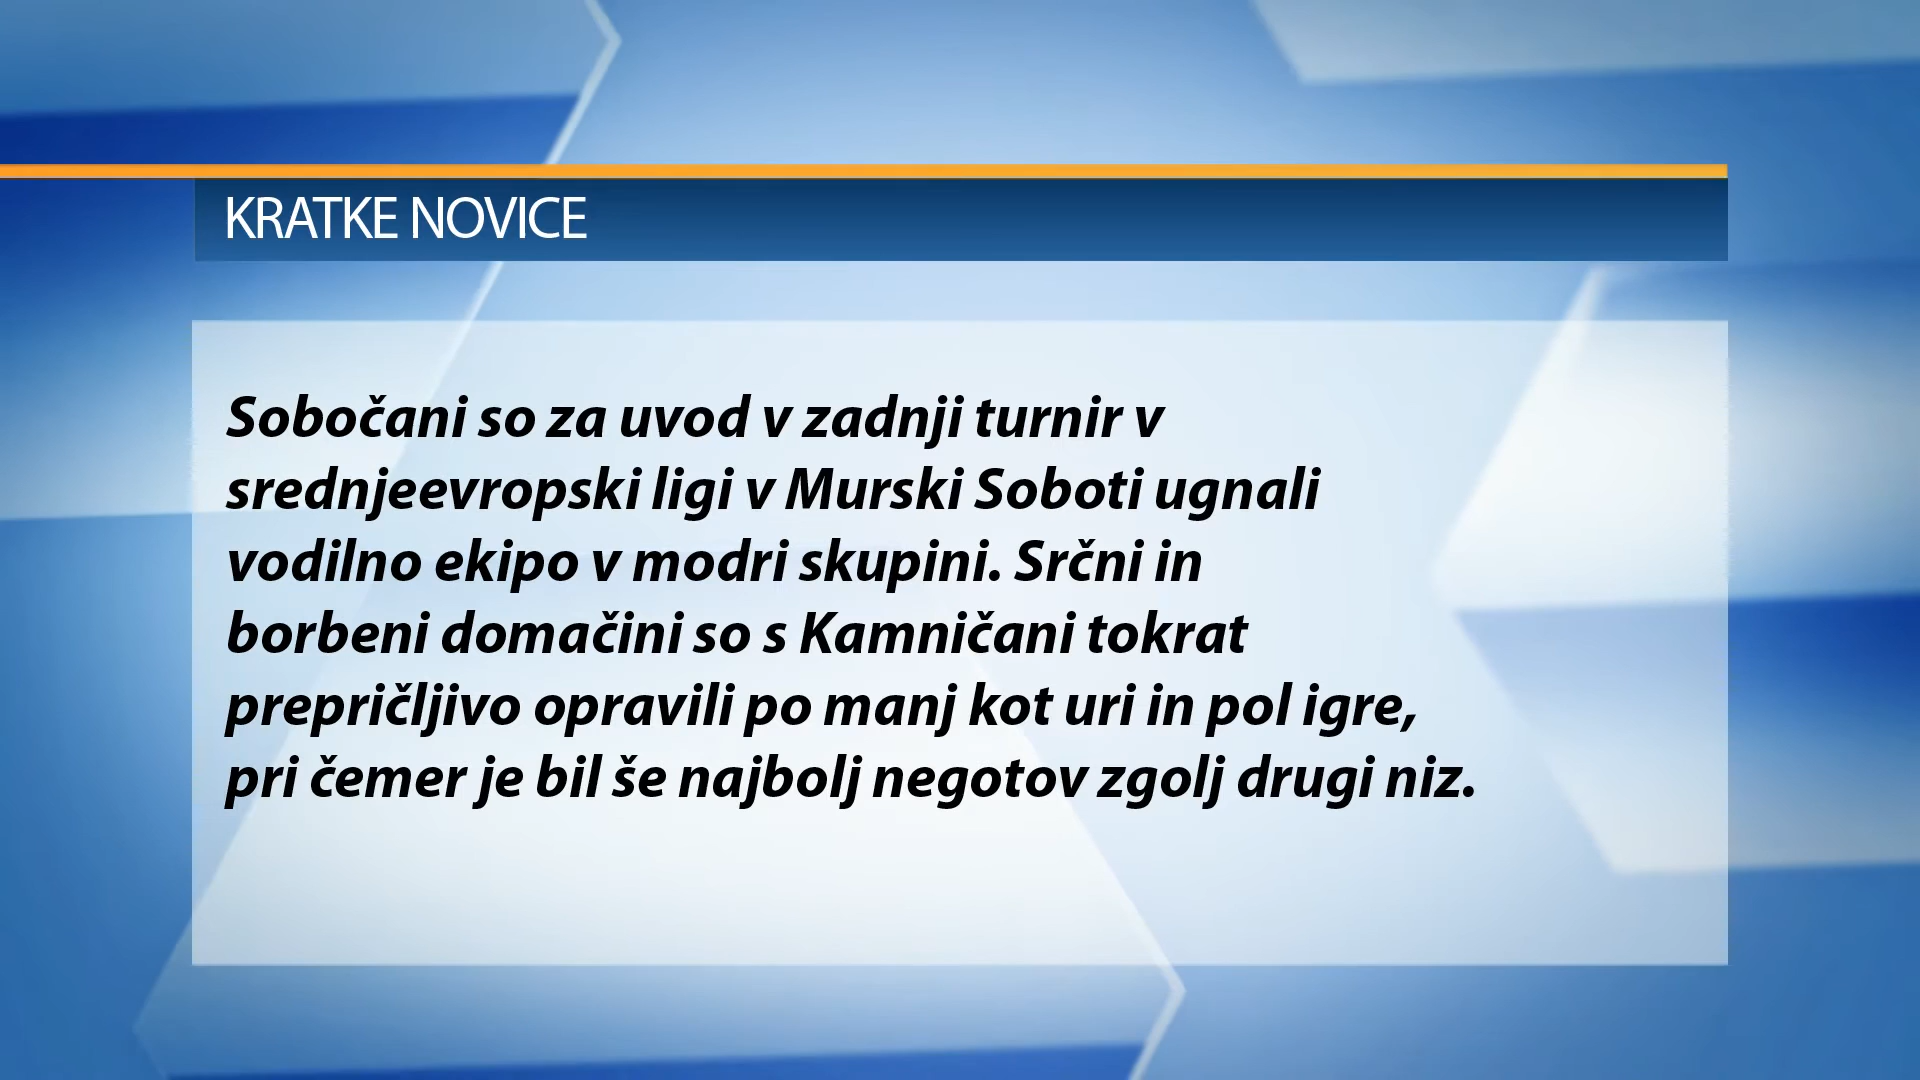 KRATKE NOVICE
Sobočani so za uvod v zadnji turnir v
srednjeevropski ligi v Murski Soboti ugnali
vodilno ekipo v modri skupini. Srčni in
borbeni domačini so s Kamničani tokrat
prepričljivo opravili po manj kot uri in pol igre,
pri čemer je bil še najbolj negotov zgolj drugi niz.